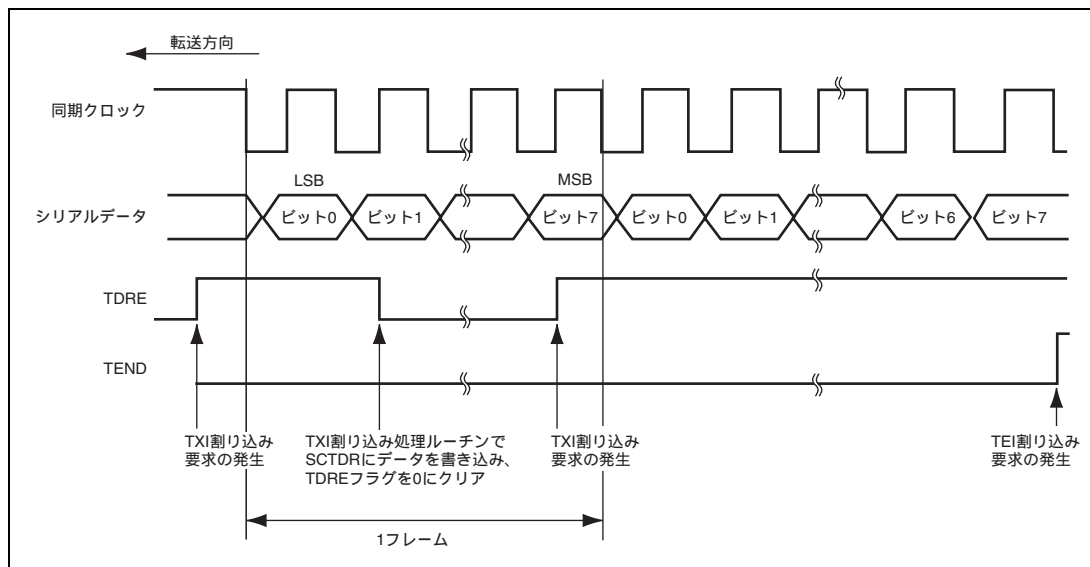 転送方向
同期クロック
LSB
MSB
シリアルデータ
ビット0
ビット1
ビット7
ビット0
ビット1
ビット6
ビット7
TDRE
TEND
TXI割り込み
要求の発生
TXI割り込み処理ルーチンで
SCTDRにデータを書き込み、
TDREフラグを0にクリア
TXI割り込み
要求の発生
TEI割り込み
要求の発生
1フレーム